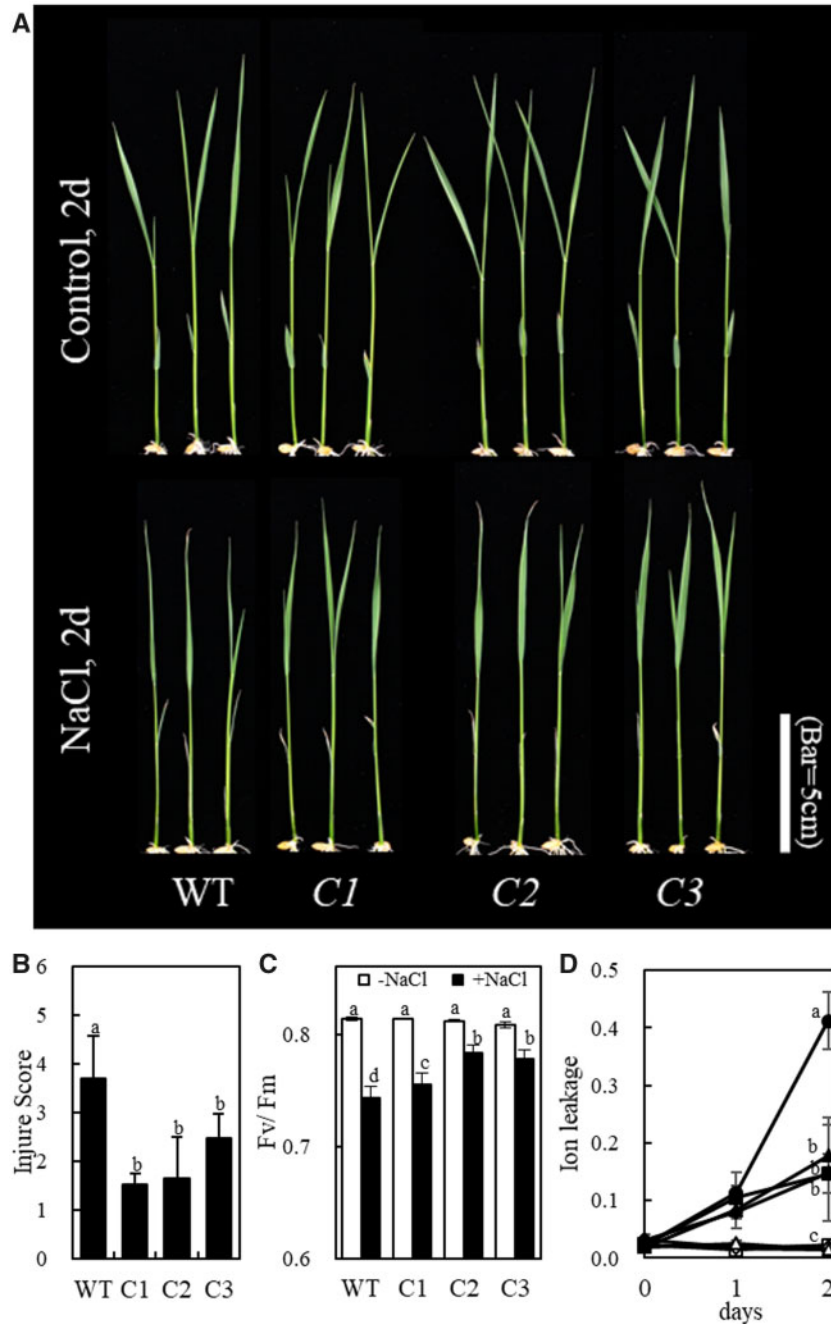 A
Control, 2d
NaCl, 2d
(Bar=5cm)
WT C1 C2 C3
B
Injure Score
6
5
4
3
2
1
0
a
b
b
b
WT C1 C2 C3
C
Fv/ Fm
-NaCl +NaCl
0.8
0.7
0.6
a a a a
d c b b
WT C1 C2 C3
D
Ion leakage
0.5
0.4
0.3
0.2
0.1
0.0
a
b
b
b
c
0 1 2
days